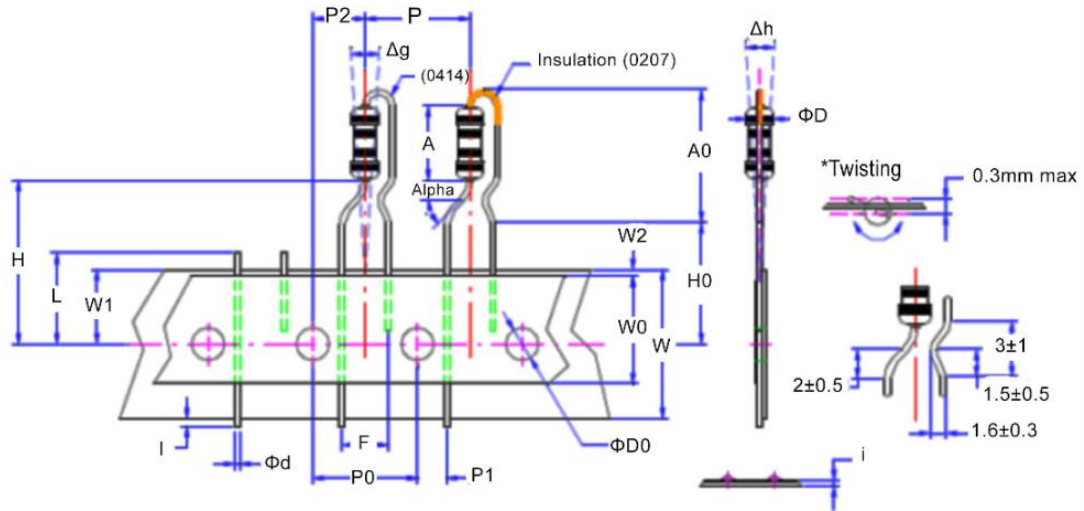 P2
P
Δg
(0414)
Insulation (0207)
Δh
ΦD
A
A0
Alpha
*Twisting
0.3mm max
H
L
W1
W2
H0
W0
W
3±1
2±0.5
1.5±0.5
1.6±0.3
I
Φd
F
P0
P1
ΦD0
i